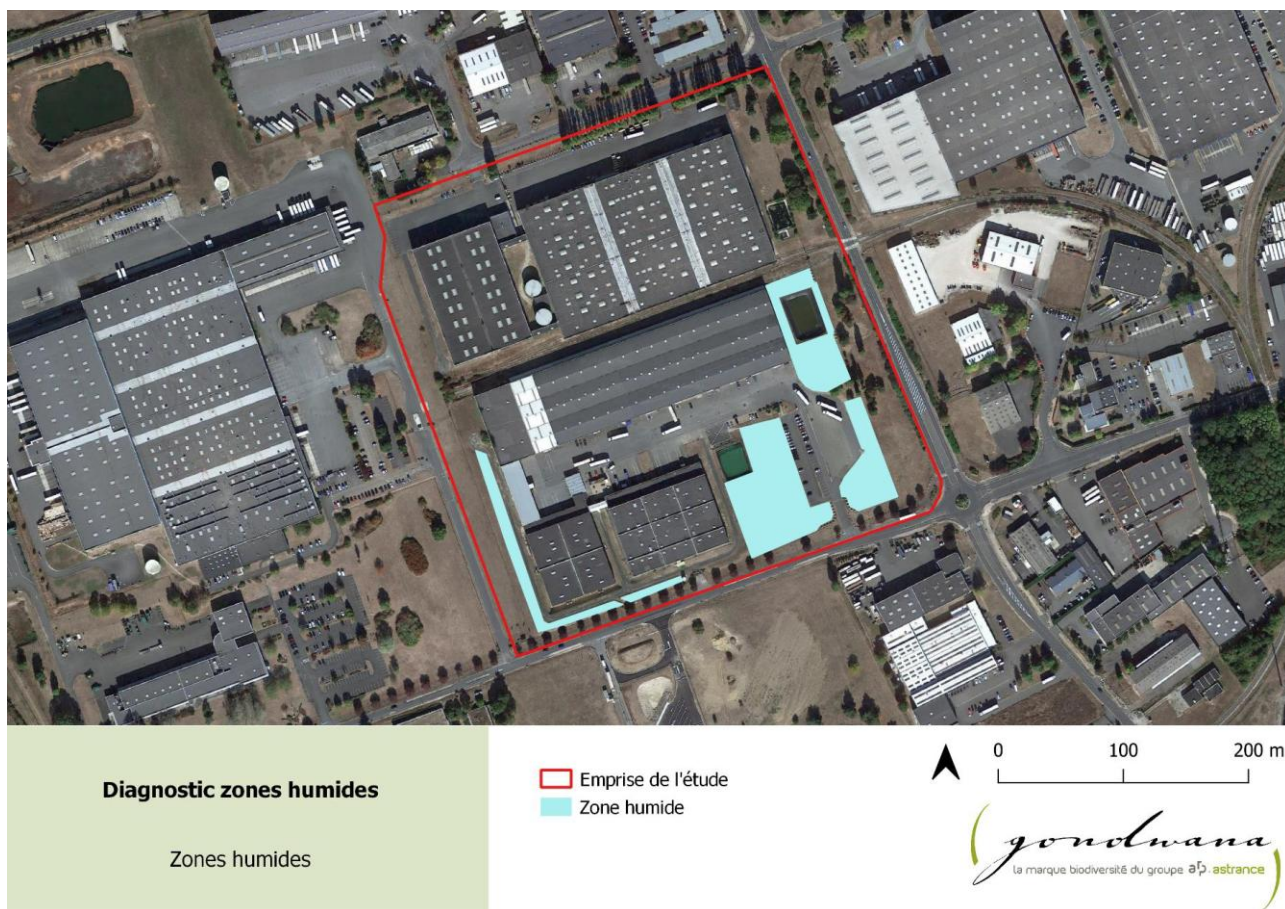 Diagnostic zones humides
Zones humides
Emprise de l'étude
Zone humide
0 100 200 m
gondwana
la marque biodiversité du groupe arp-astrance